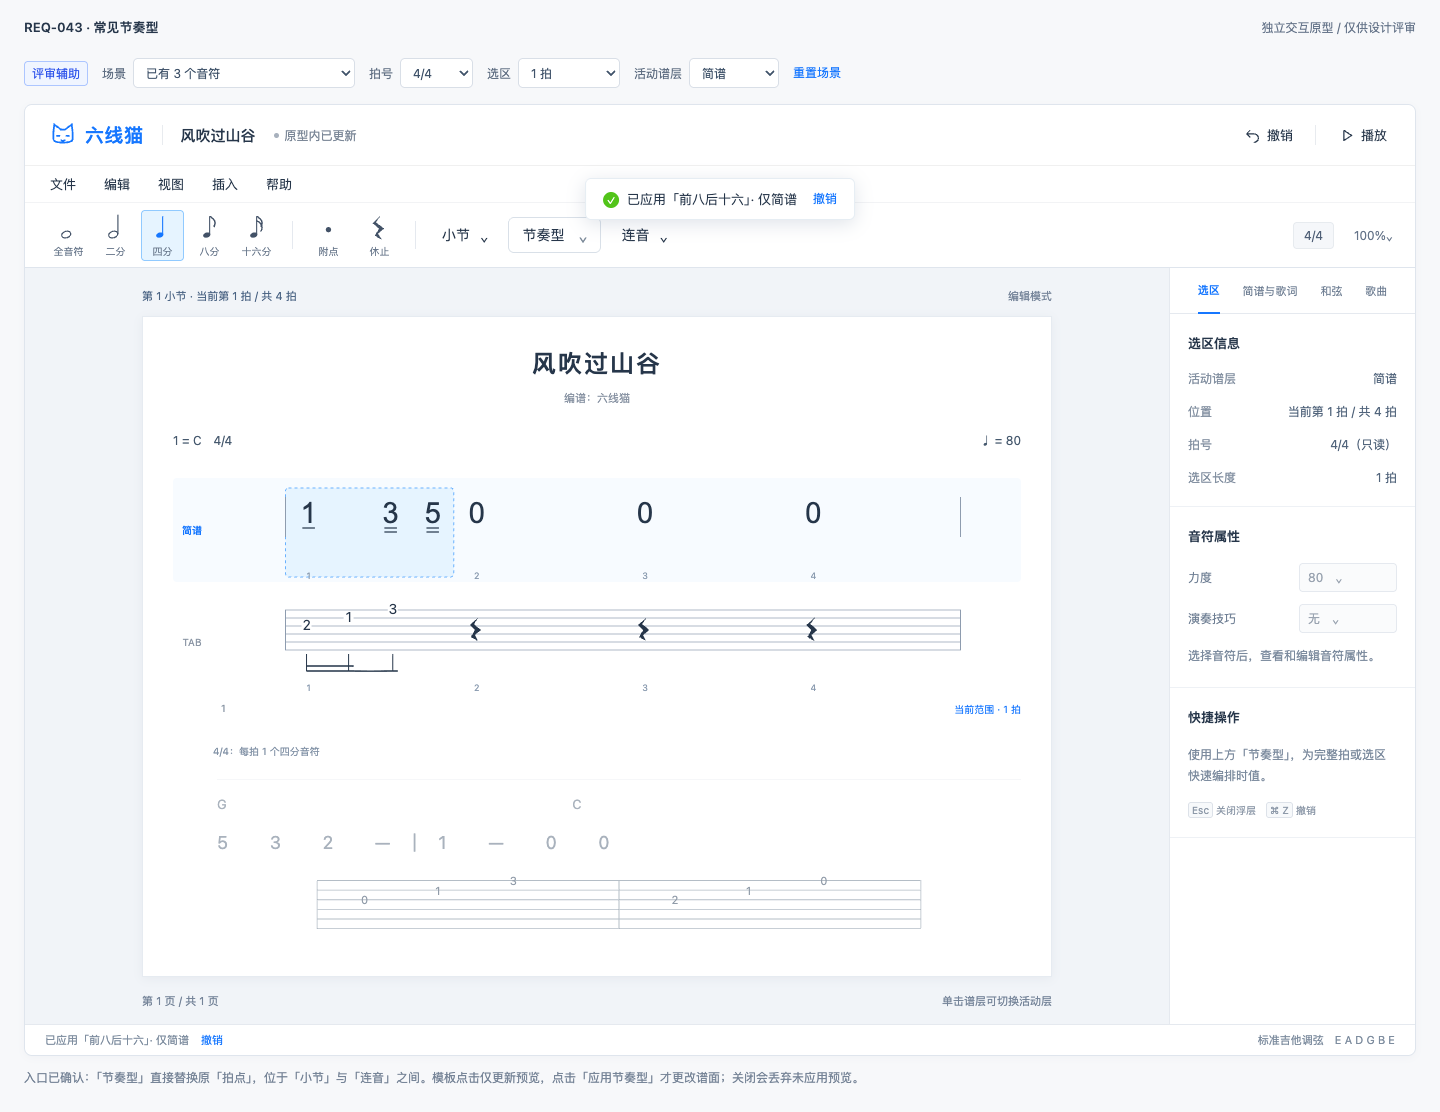 REQ-043 · 常见节奏型
独立交互原型 / 仅供设计评审
评审辅助 场景 已有 3 个音符 拍号 4/4 选区 1 拍 活动谱层 简谱 重置场景
六线猫 风吹过山谷 原型内已更新 撤销 播放
文件 编辑 视图 插入 帮助
已应用「前八后十六」· 仅简谱 撤销
全音符 二分 四分 八分 十六分 附点 休止 小节 节奏型 连音 4/4 100%
第 1 小节 · 当前第 1 拍 / 共 4 拍 编辑模式
风吹过山谷
编谱：六线猫
1 = C 4/4 ♩ = 80
简谱 1 3 5 0 0 0
1 2 3 4
TAB 2 1 3
1 2 3 4
1 当前范围 · 1 拍
4/4：每拍 1 个四分音符
G C
5 3 2 — | 1 — 0 0
0 1 3 2 1 0
第 1 页 / 共 1 页 单击谱层可切换活动层
选区 简谱与歌词 和弦 歌曲
选区信息
活动谱层 简谱
位置 当前第 1 拍 / 共 4 拍
拍号 4/4（只读）
选区长度 1 拍
音符属性
力度 80
演奏技巧 无
选择音符后，查看和编辑音符属性。
快捷操作
使用上方「节奏型」，为完整拍或选区
快速编排时值。
Esc 关闭浮层 ⌘ Z 撤销
已应用「前八后十六」· 仅简谱 撤销 标准吉他调弦 E A D G B E
入口已确认：「节奏型」直接替换原「拍点」，位于「小节」与「连音」之间。模板点击仅更新预览，点击「应用节奏型」才更改谱面；关闭会丢弃未应用预览。